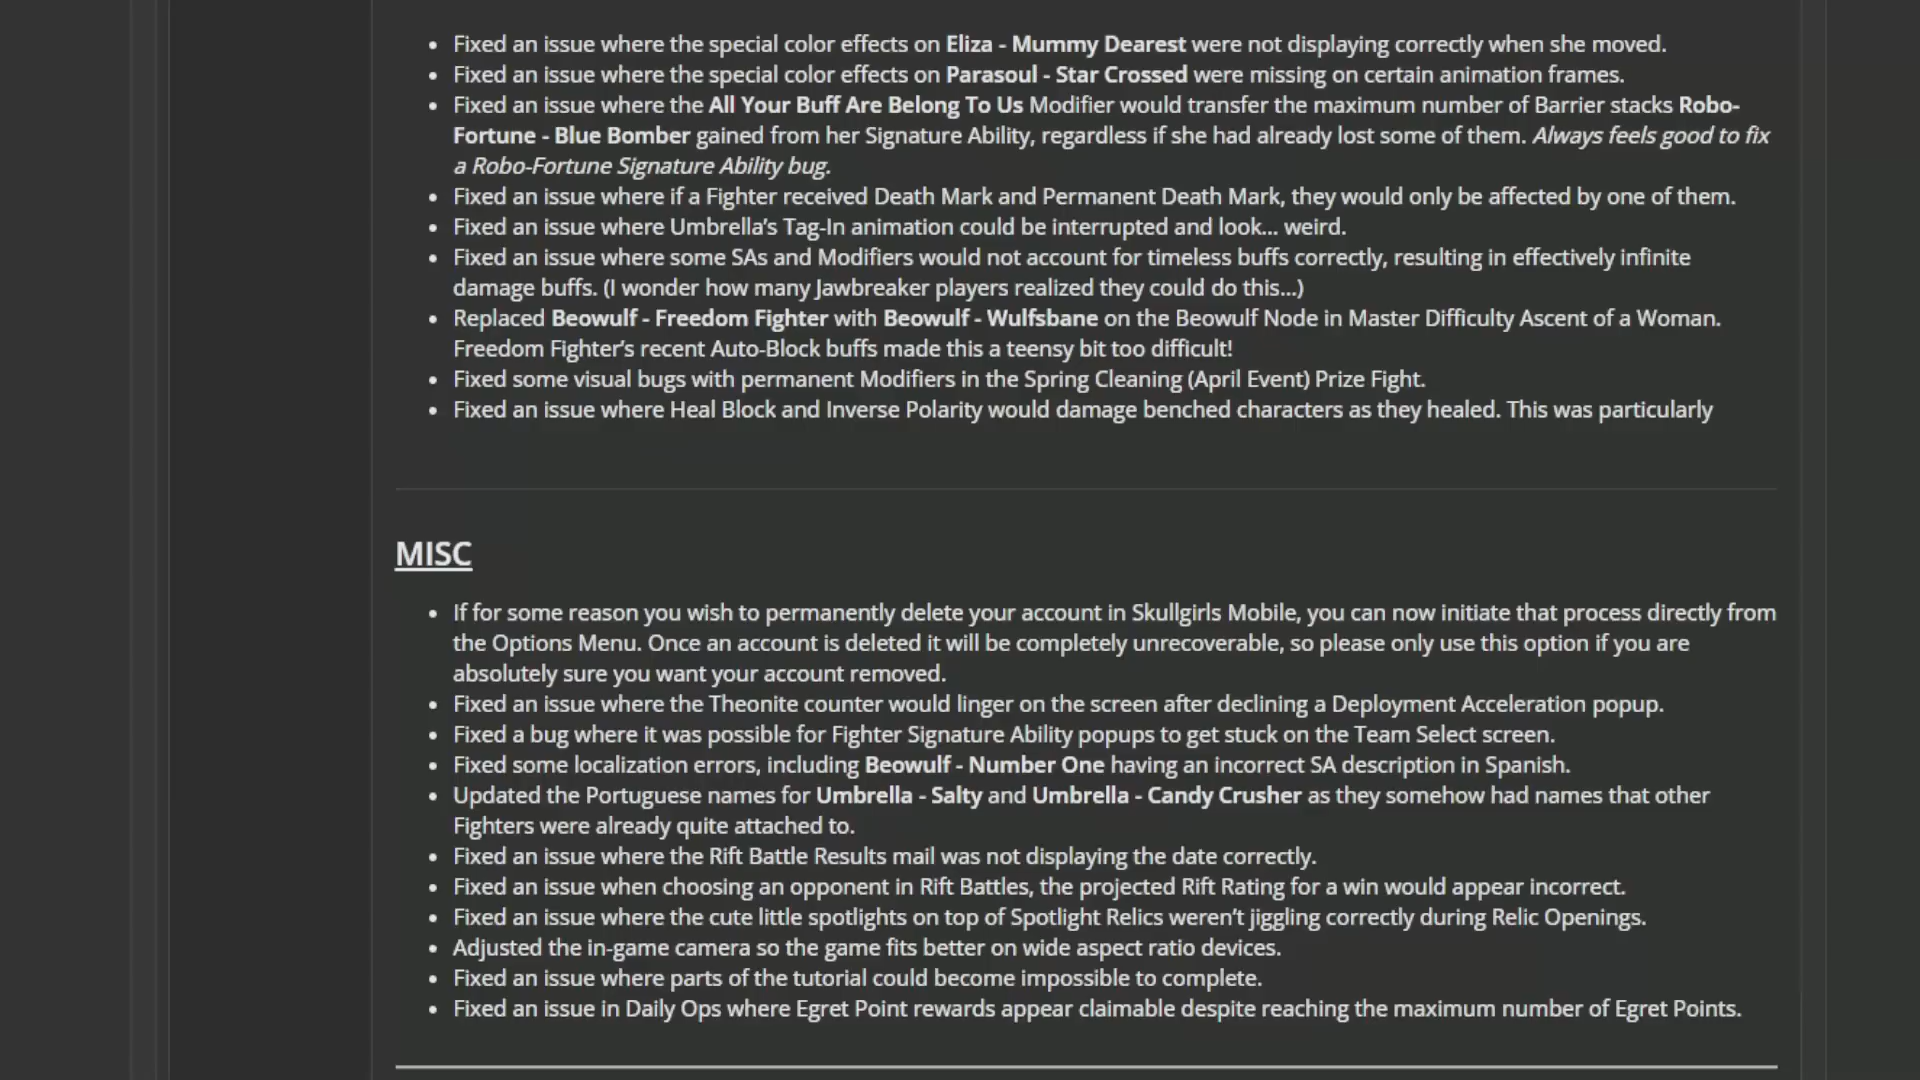 Fixed an issue where the special color effects on Eliza - Mummy Dearest were not displaying correctly when she moved.
Fixed an issue where the special color effects on Parasoul - Star Crossed were missing on certain animation frames.
Fixed an issue where the All Your Buff Are Belong To Us Modifier would transfer the maximum number of Barrier stacks Robo-
Fortune - Blue Bomber gained from her Signature Ability, regardless if she had already lost some of them. Always feels good to fix
a Robo-Fortune Signature Ability bug.
Fixed an issue where if a Fighter received Death Mark and Permanent Death Mark, they would only be affected by one of them.
Fixed an issue where Umbrella’s Tag-In animation could be interrupted and look... weird.
Fixed an issue where some SAs and Modifiers would not account for timeless buffs correctly, resulting in effectively infinite
damage buffs. (I wonder how many Jawbreaker players realized they could do this...)
Replaced Beowulf - Freedom Fighter with Beowulf - Wulfsbane on the Beowulf Node in Master Difficulty Ascent of a Woman.
Freedom Fighter’s recent Auto-Block buffs made this a teensy bit too difficult!
Fixed some visual bugs with permanent Modifiers in the Spring Cleaning (April Event) Prize Fight.
Fixed an issue where Heal Block and Inverse Polarity would damage benched characters as they healed. This was particularly
MISC
If for some reason you wish to permanently delete your account in Skullgirls Mobile, you can now initiate that process directly from
the Options Menu. Once an account is deleted it will be completely unrecoverable, so please only use this option if you are
absolutely sure you want your account removed.
Fixed an issue where the Theonite counter would linger on the screen after declining a Deployment Acceleration popup.
Fixed a bug where it was possible for Fighter Signature Ability popups to get stuck on the Team Select screen.
Fixed some localization errors, including Beowulf - Number One having an incorrect SA description in Spanish.
Updated the Portuguese names for Umbrella - Salty and Umbrella - Candy Crusher as they somehow had names that other
Fighters were already quite attached to.
Fixed an issue where the Rift Battle Results mail was not displaying the date correctly.
Fixed an issue when choosing an opponent in Rift Battles, the projected Rift Rating for a win would appear incorrect.
Fixed an issue where the cute little spotlights on top of Spotlight Relics weren’t jiggling correctly during Relic Openings.
Adjusted the in-game camera so the game fits better on wide aspect ratio devices.
Fixed an issue where parts of the tutorial could become impossible to complete.
Fixed an issue in Daily Ops where Egret Point rewards appear claimable despite reaching the maximum number of Egret Points.